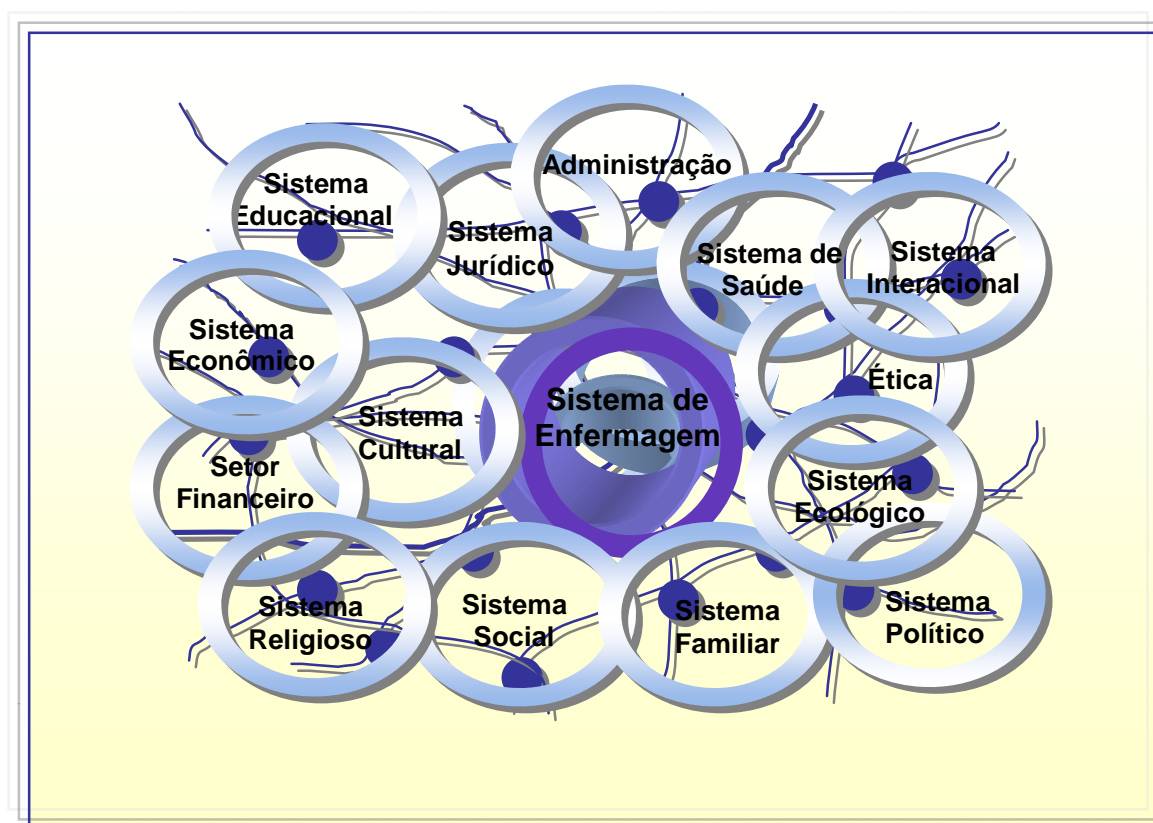 Administração
Sistema
Educacional
Sistema
Jurídico
Sistema de
Saúde
Sistema
Interacional
Sistema
Econômico
Ética
Sistema
Cultural
Sistema de
Enfermagem
Setor
Financeiro
Sistema
Ecológico
Sistema
Religioso
Sistema
Social
Sistema
Familiar
Sistema
Político